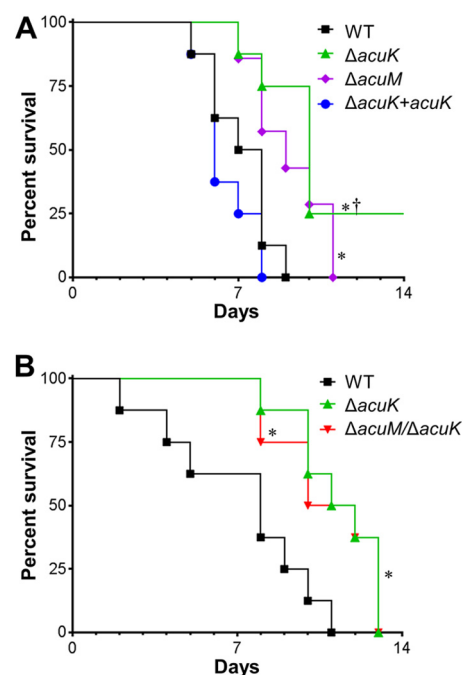 A
WT
ΔacuK
ΔacuM
ΔacuK+acuK
Percent survival
100
75
50
25
0
*†
*
0
7
14
Days
B
WT
ΔacuK
ΔacuM/ΔacuK
Percent survival
100
75
50
25
0
*
*
0
7
14
Days